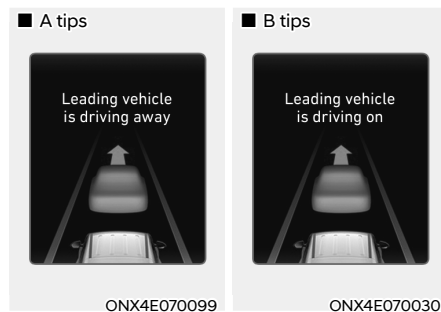 ■ A tips
Leading vehicle
is driving away
ONX4E070099
■ B tips
Leading vehicle
is driving on
ONX4E070030